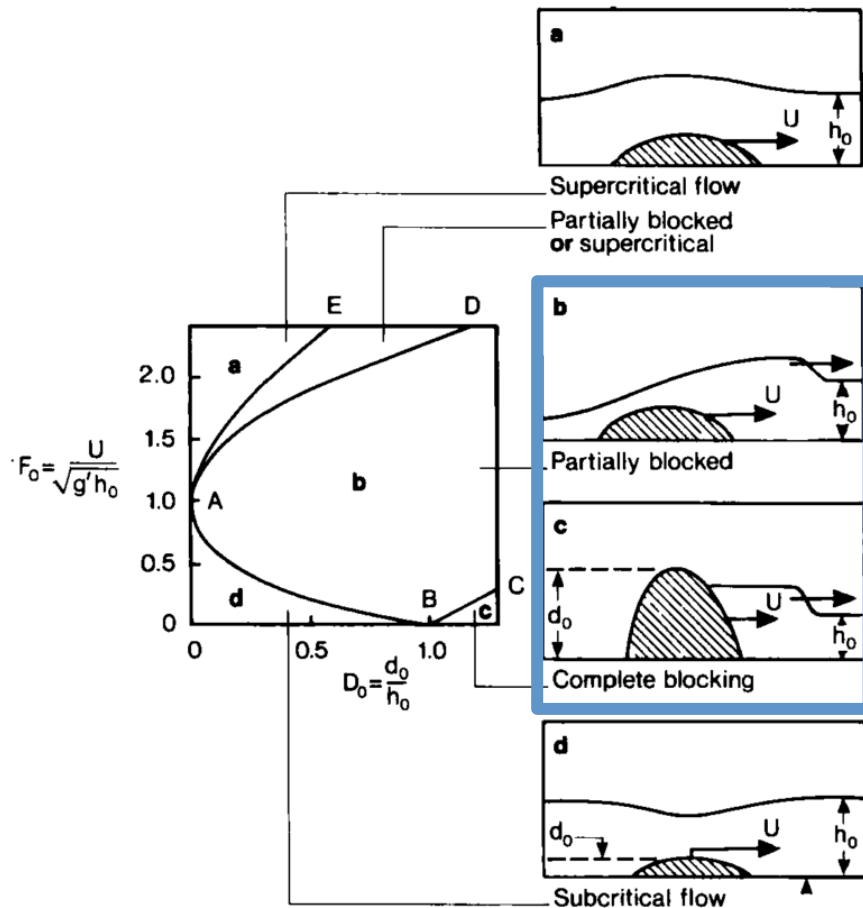 a
U
h₀
Supercritical flow
Partially blocked
or supercritical
E
D
b
a
2.0
U
h₀
1.5
Partially blocked
F₀ = U / √g'h₀
b
1.0
A
c
0.5
C
d₀
U
h₀
d
B
c
0
0
0.5
1.0
D₀ = d₀ / h₀
Complete blocking
d
d₀
U
h₀
Subcritical flow